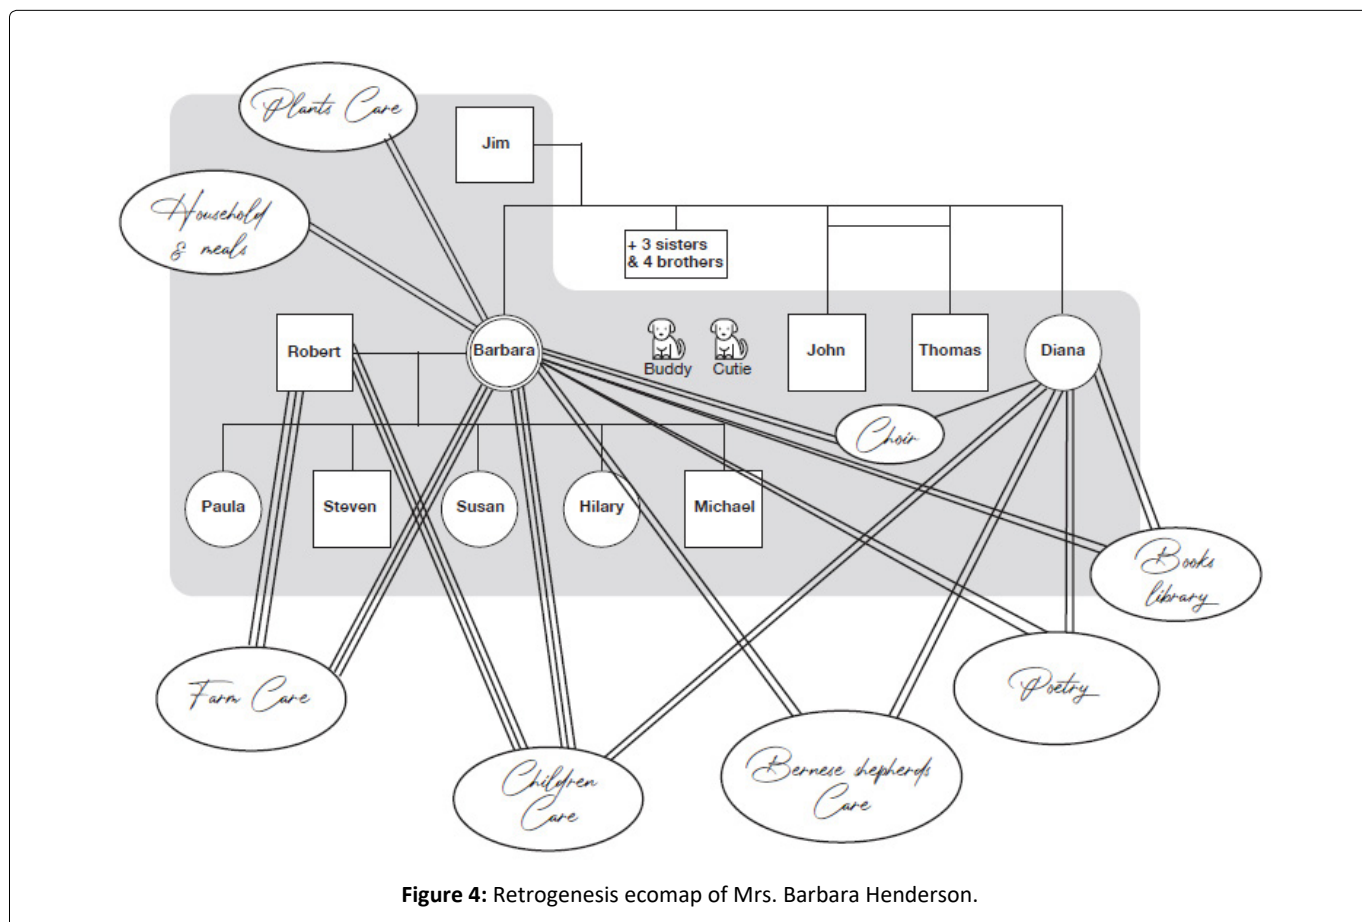 Plants Care
Jim
Household
& meals
+ 3 sisters
& 4 brothers
Robert
Barbara
Buddy
Cutie
John
Thomas
Diana
Choir
Paula
Steven
Susan
Hilary
Michael
Books
library
Farm Care
Poetry
Children
Care
Bernese shepherds
Care
Figure 4: Retrogenesis ecomap of Mrs. Barbara Henderson.